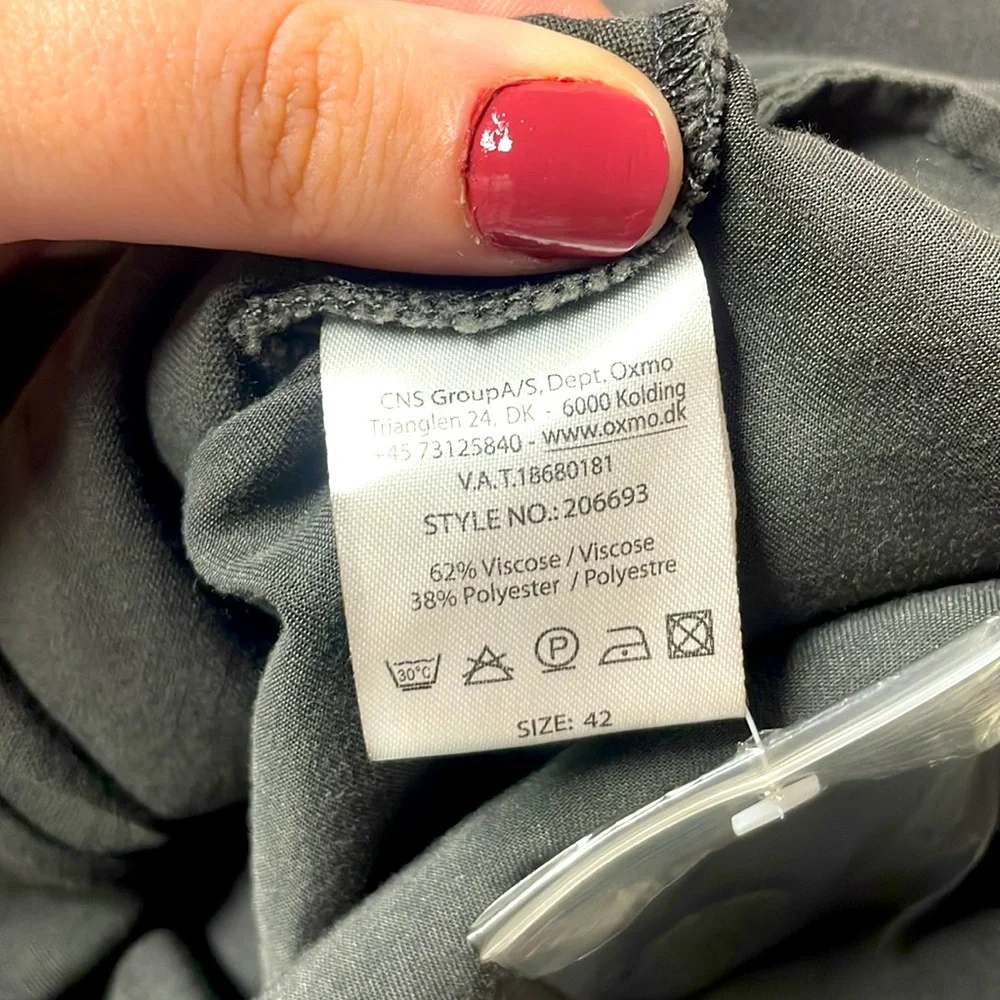 CNS GroupA/S, Dept. Oxmo
Trianglen 24, DK - 6000 Kolding
+45 73125840 - www.oxmo.dk
V.A.T.18680181
STYLE NO.: 206693
62% Viscose / Viscose
38% Polyester / Polyestre
30°C P
SIZE: 42